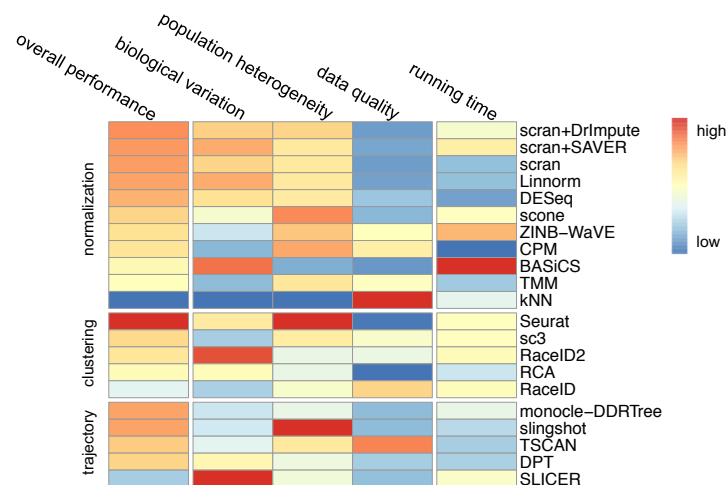 overall performance
biological variation
population heterogeneity
data quality
running time
normalization
scran+DrImpute
scran+SAVER
scran
Linnorm
DESeq
scone
ZINB−WaVE
CPM
BASiCS
TMM
kNN
clustering
Seurat
sc3
RaceID2
RCA
RaceID
trajectory
monocle−DDRTree
slingshot
TSCAN
DPT
SLICER
high
low